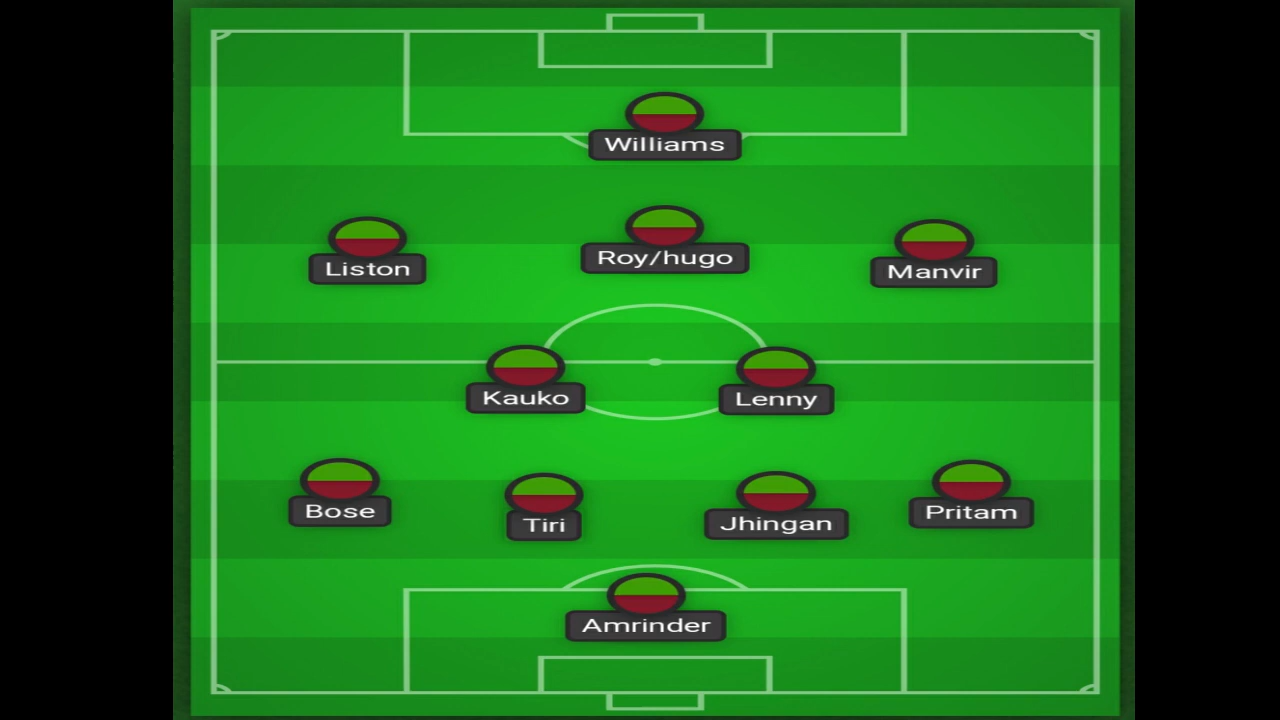 Williams
Liston
Roy/hugo
Manvir
Kauko
Lenny
Bose
Tiri
Jhingan
Pritam
Amrinder